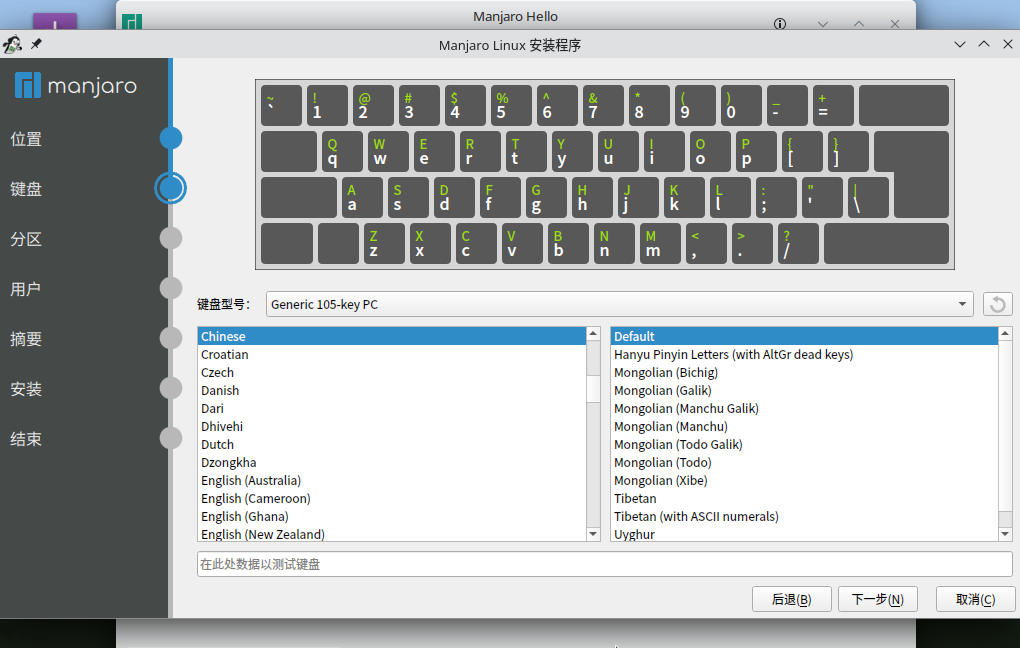 Manjaro Hello
Manjaro Linux 安装程序
manjaro
位置
键盘
分区
用户
摘要
安装
结束
~ ! @ # $ % ^ & * ( ) _ +
` 1 2 3 4 5 6 7 8 9 0 - =
Q W E R T Y U I O P { }
q w e r t y u i o p [ ]
A S D F G H J K L : " |
a s d f g h j k l ; ' \
Z X C V B N M < > ?
z x c v b n m , . /
键盘型号：
Generic 105-key PC
Chinese
Croatian
Czech
Danish
Dari
Dhivehi
Dutch
Dzongkha
English (Australia)
English (Cameroon)
English (Ghana)
English (New Zealand)
Default
Hanyu Pinyin Letters (with AltGr dead keys)
Mongolian (Bichig)
Mongolian (Galik)
Mongolian (Manchu Galik)
Mongolian (Manchu)
Mongolian (Todo Galik)
Mongolian (Todo)
Mongolian (Xibe)
Tibetan
Tibetan (with ASCII numerals)
Uyghur
在此处数据以测试键盘
后退(B)
下一步(N)
取消(C)